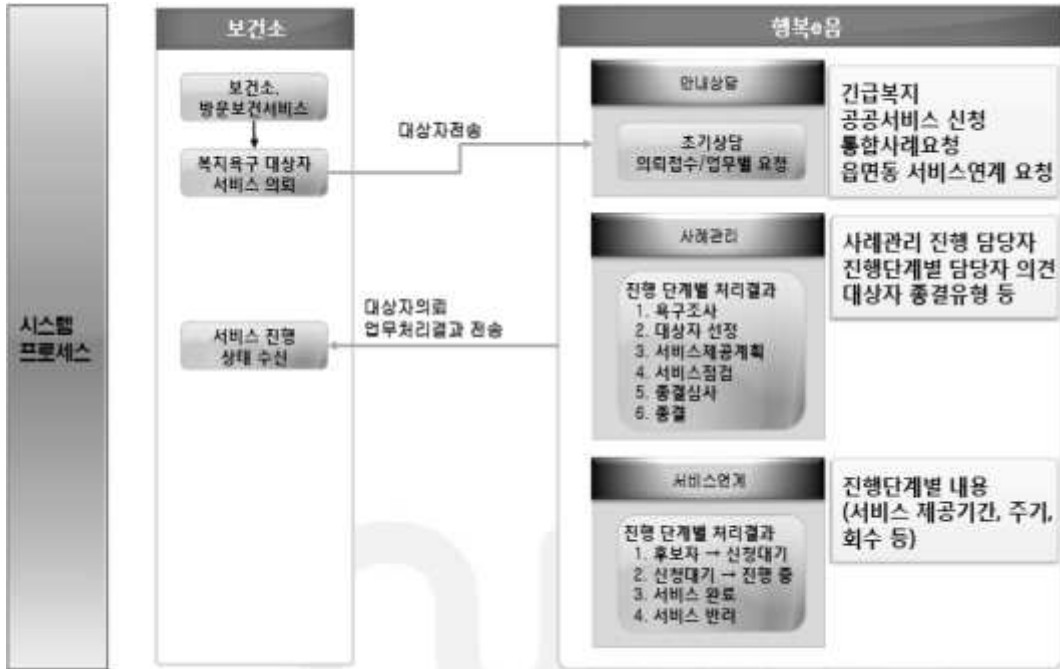 시스템
프로세스
보건소
보건소,
방문보건서비스
복지욕구 대상자
서비스 의뢰
대상자전송
대상자의뢰
업무처리결과 전송
서비스 진행
상태 수신
행복e음
안내상담
초기상담
의뢰접수/업무별 요청
긴급복지
공공서비스 신청
통합사례요청
읍면동 서비스연계 요청
사례관리
진행 단계별 처리결과
1. 욕구조사
2. 대상자 선정
3. 서비스제공계획
4. 서비스점검
5. 종결심사
6. 종결
사례관리 진행 담당자
진행단계별 담당자 의견
대상자 종결유형 등
서비스연계
진행 단계별 처리결과
1. 후보자 → 신청대기
2. 신청대기 → 진행 중
3. 서비스 완료
4. 서비스 반려
진행단계별 내용
(서비스 제공기간, 주기,
회수 등)